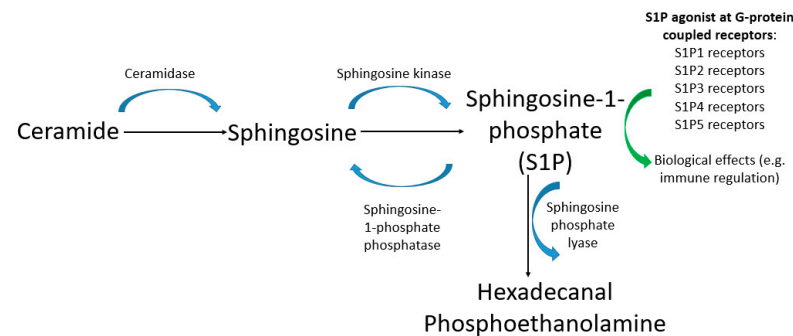 S1P agonist at G-protein
coupled receptors:
S1P1 receptors
S1P2 receptors
S1P3 receptors
S1P4 receptors
S1P5 receptors
Biological effects (e.g.
immune regulation)
Ceramidase
Sphingosine kinase
Ceramide
Sphingosine
Sphingosine-1-
phosphate
(S1P)
Sphingosine-
1-phosphate
phosphatase
Sphingosine
phosphate
lyase
Hexadecanal
Phosphoethanolamine